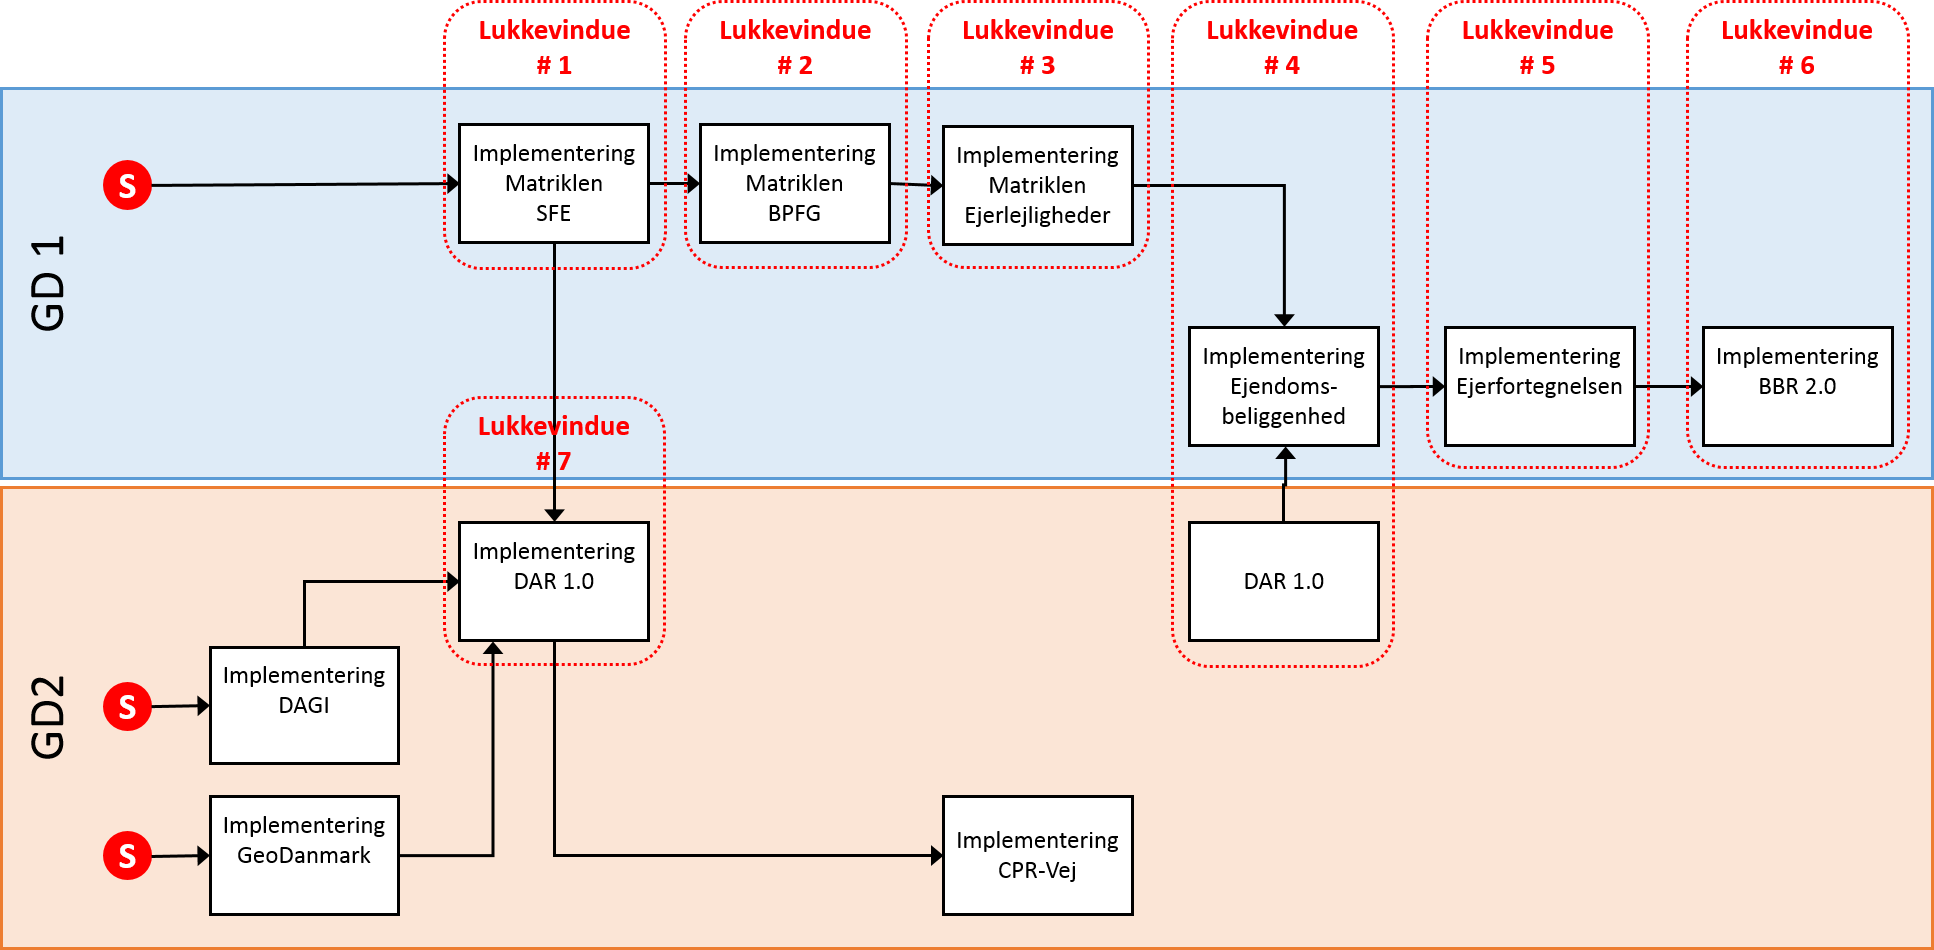 Lukkevindue
# 1
Lukkevindue
# 2
Lukkevindue
# 3
Lukkevindue
# 4
Lukkevindue
# 5
Lukkevindue
# 6
GD 1
S
Implementering
Matriklen
SFE
Implementering
Matriklen
BPFG
Implementering
Matriklen
Ejerlejligheder
Implementering
Ejendoms-
beliggenhed
Implementering
Ejerfortegnelsen
Implementering
BBR 2.0
Lukkevindue
# 7
GD2
Implementering
DAR 1.0
DAR 1.0
S
Implementering
DAGI
S
Implementering
GeoDanmark
Implementering
CPR-Vej